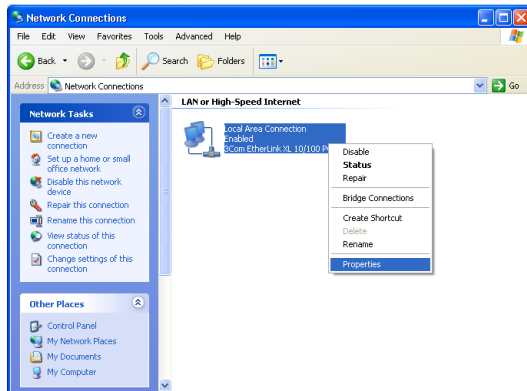 Network Connections
File Edit View Favorites Tools Advanced Help
Back Search Folders
Address Network Connections Go
Network Tasks
Create a new
connection
Set up a home or small
office network
Disable this network
device
Repair this connection
Rename this connection
View status of this
connection
Change settings of this
connection
Other Places
Control Panel
My Network Places
My Documents
My Computer
LAN or High-Speed Internet
Local Area Connection
Enabled
3Com EtherLink XL 10/100
Disable
Status
Repair
Bridge Connections
Create Shortcut
Delete
Rename
Properties